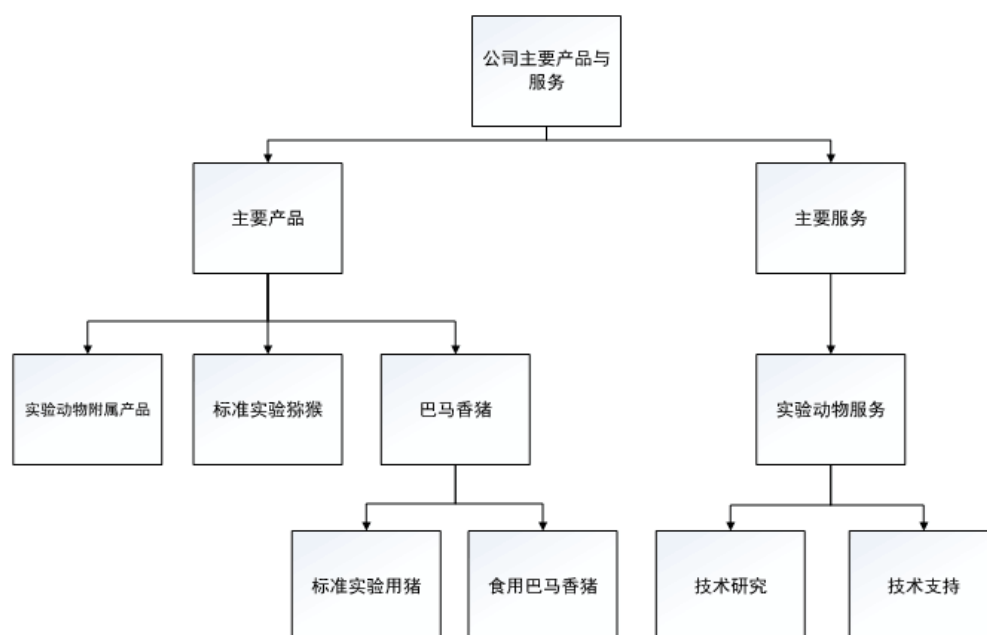 公司主要产品与
服务
主要产品
主要服务
实验动物附属产品
标准实验猕猴
巴马香猪
实验动物服务
标准实验用猪
食用巴马香猪
技术研究
技术支持